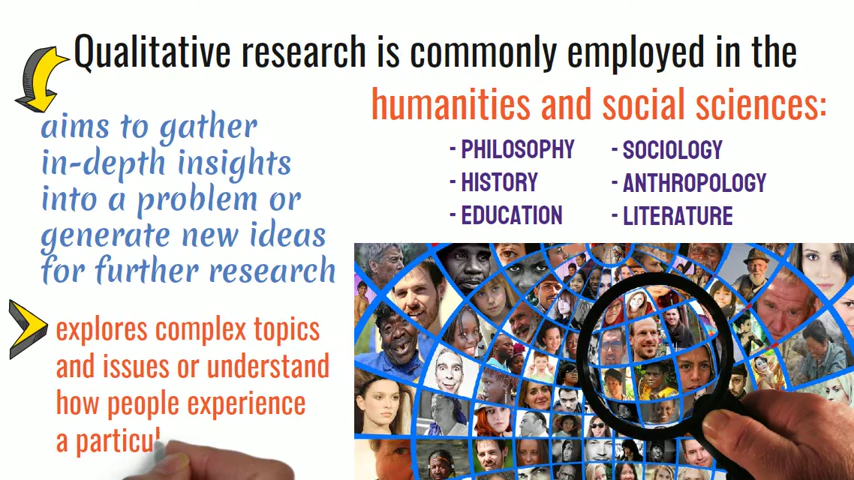 Qualitative research is commonly employed in the
humanities and social sciences:
- PHILOSOPHY
- HISTORY
- EDUCATION
- SOCIOLOGY
- ANTHROPOLOGY
- LITERATURE
aims to gather
in-depth insights
into a problem or
generate new ideas
for further research
explores complex topics
and issues or understand
how people experience
a particul